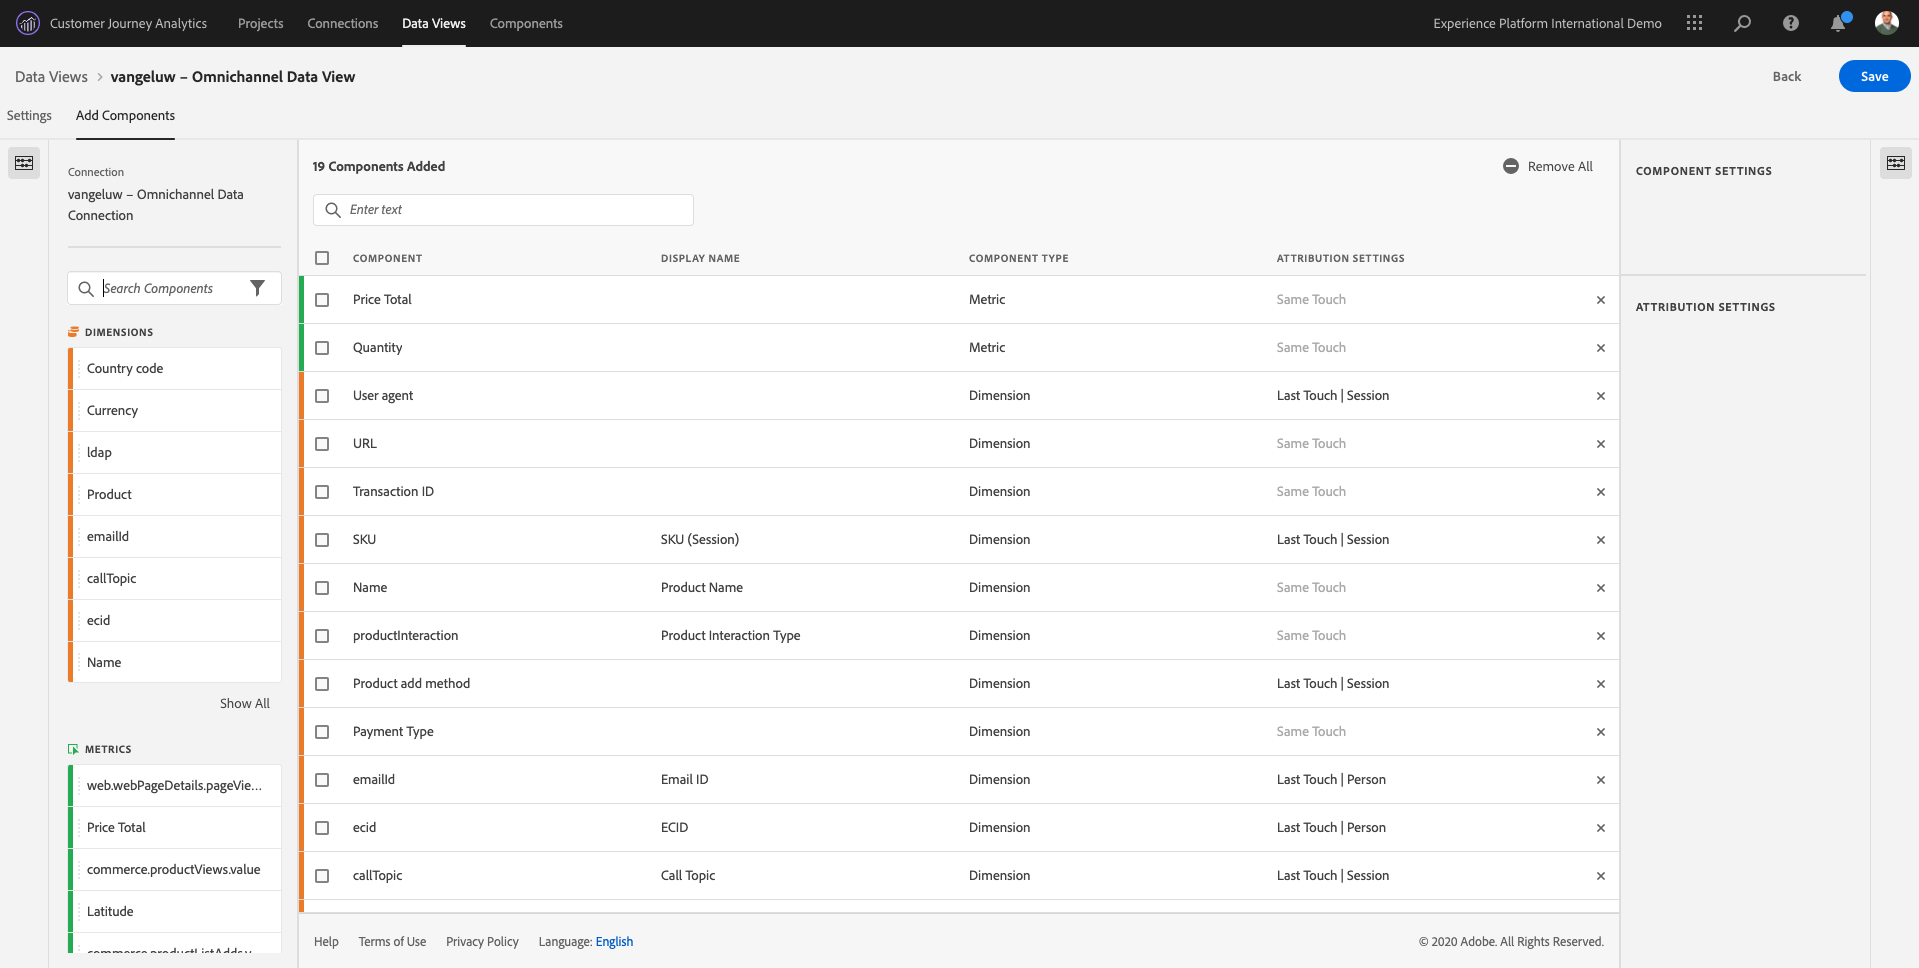 Customer Journey Analytics
Projects
Connections
Data Views
Components
Experience Platform International Demo
Data Views > vangeluw – Omnichannel Data View
Back
Save
Settings
Add Components
Connection
vangeluw – Omnichannel Data
Connection
Search Components
DIMENSIONS
Country code
Currency
ldap
Product
emailId
callTopic
ecid
Name
Show All
METRICS
web.webPageDetails.pageVie...
Price Total
commerce.productViews.value
Latitude
commerce.productListAdds.v
19 Components Added
Remove All
Enter text
COMPONENT DISPLAY NAME COMPONENT TYPE ATTRIBUTION SETTINGS
Price Total Metric Same Touch
Quantity Metric Same Touch
User agent Dimension Last Touch | Session
URL Dimension Same Touch
Transaction ID Dimension Same Touch
SKU SKU (Session) Dimension Last Touch | Session
Name Product Name Dimension Same Touch
productInteraction Product Interaction Type Dimension Same Touch
Product add method Dimension Last Touch | Session
Payment Type Dimension Same Touch
emailId Email ID Dimension Last Touch | Person
ecid ECID Dimension Last Touch | Person
callTopic Call Topic Dimension Last Touch | Session
COMPONENT SETTINGS
ATTRIBUTION SETTINGS
Help Terms of Use Privacy Policy Language: English
© 2020 Adobe. All Rights Reserved.